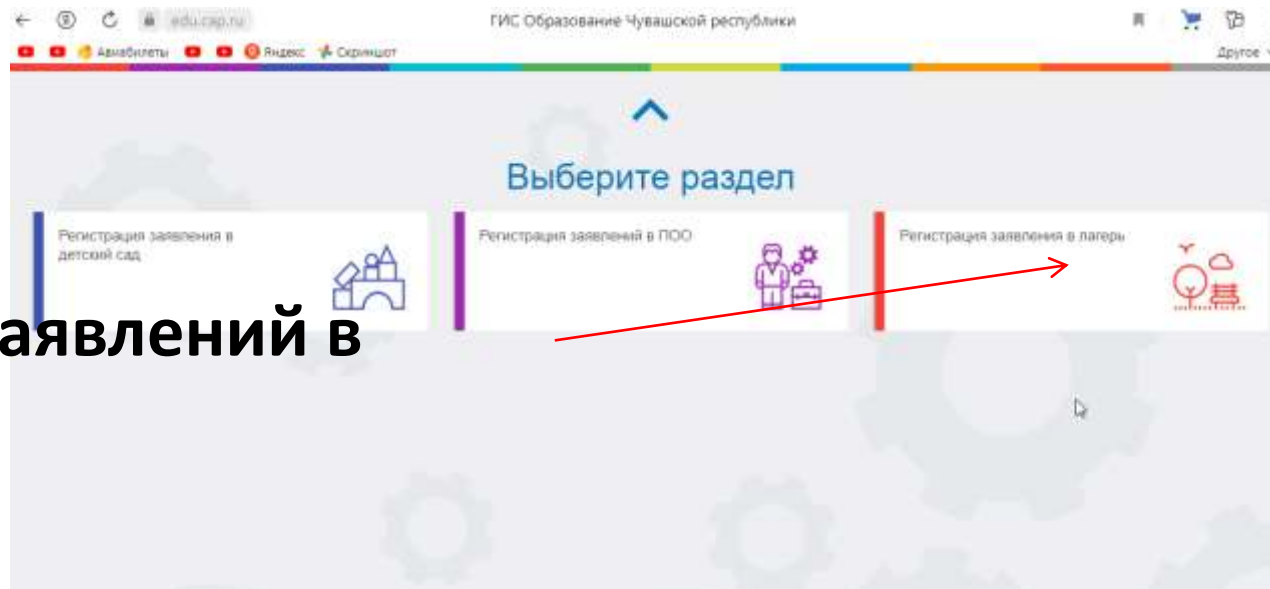 edu.cap.ru ГИС Образование Чувашской республики
Авиабилеты Яндекс Скриншот Другое
Выберите раздел
Регистрация заявления в
детский сад
Регистрация заявлений в ПОО
Регистрация заявления в лагерь
аявлений в